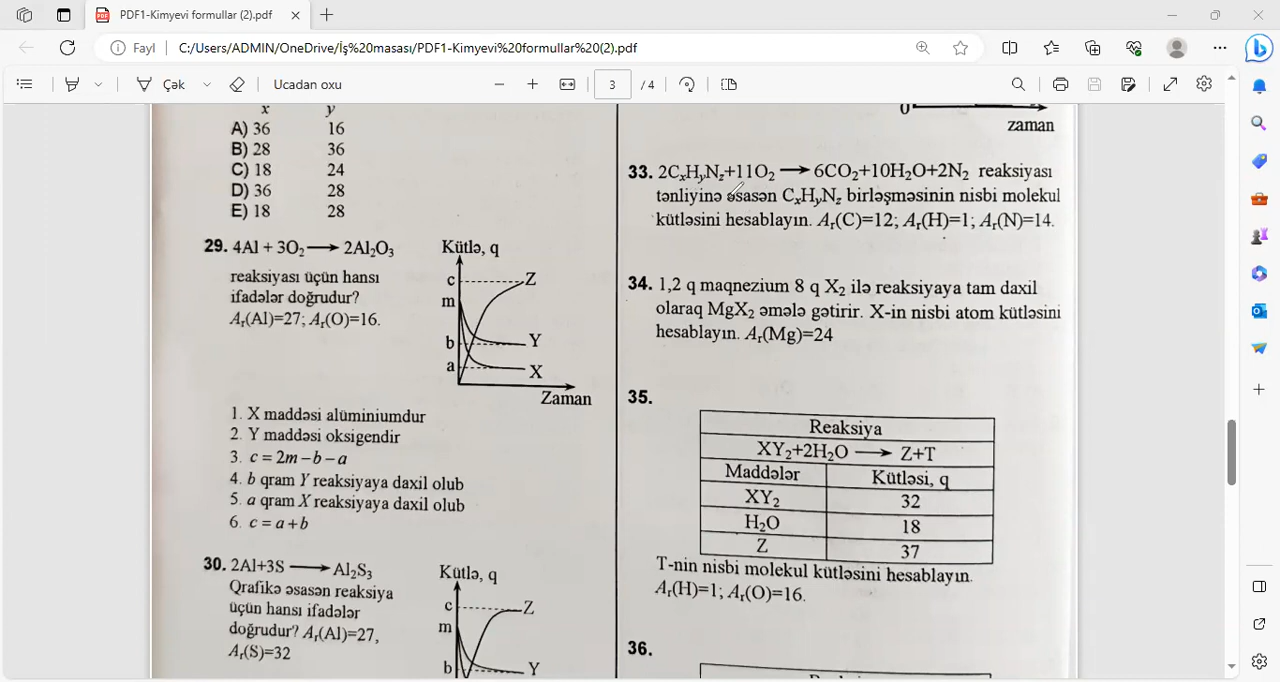 PDF1-Kimyevi formullar (2).pdf
Fayl
C:/Users/ADMIN/OneDrive/İş%20masası/PDF1-Kimyevi%20formullar%20(2).pdf
Çək
Ucadan oxu
3
/ 4
x y
A) 36 16
B) 28 36
C) 18 24
D) 36 28
E) 18 28
29. 4Al + 3O₂ ⟶ 2Al₂O₃
reaksiyası üçün hansı
ifadələr doğrudur?
Aᵣ(Al)=27; Aᵣ(O)=16.
Kütlə, q
c
Z
m
b
Y
a
X
Zaman
1. X maddəsi alüminiumdur
2. Y maddəsi oksigendir
3. c = 2m − b − a
4. b qram Y reaksiyaya daxil olub
5. a qram X reaksiyaya daxil olub
6. c = a + b
30. 2Al+3S ⟶ Al₂S₃
Qrafikə əsasən reaksiya
üçün hansı ifadələr
doğrudur? Aᵣ(Al)=27,
Aᵣ(S)=32
Kütlə, q
c
Z
m
b
Y
0
zaman
33. 2CₓHᵧN_z+11O₂ ⟶ 6CO₂+10H₂O+2N₂ reaksiyası
tənliyinə əsasən CₓHᵧN_z birləşməsinin nisbi molekul
kütləsini hesablayın. Aᵣ(C)=12; Aᵣ(H)=1; Aᵣ(N)=14.
34. 1,2 q maqnezium 8 q X₂ ilə reaksiyaya tam daxil
olaraq MgX₂ əmələ gətirir. X-in nisbi atom kütləsini
hesablayın. Aᵣ(Mg)=24
35.
Reaksiya
XY₂+2H₂O ⟶ Z+T
Maddələr Kütləsi, q
XY₂ 32
H₂O 18
Z 37
T-nin nisbi molekul kütləsini hesablayın.
Aᵣ(H)=1; Aᵣ(O)=16.
36.